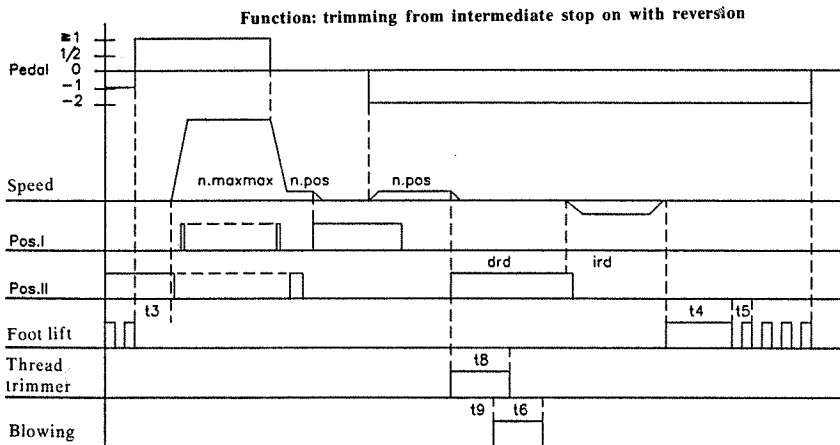 Function: trimming from intermediate stop on with reversion
≥1
1/2
Pedal 0
-1
-2
n.maxmax n.pos n.pos
Speed
Pos.I
drd ird
Pos.II
t3 t4 t5
Foot lift
Thread t8
trimmer
t9 t6
Blowing